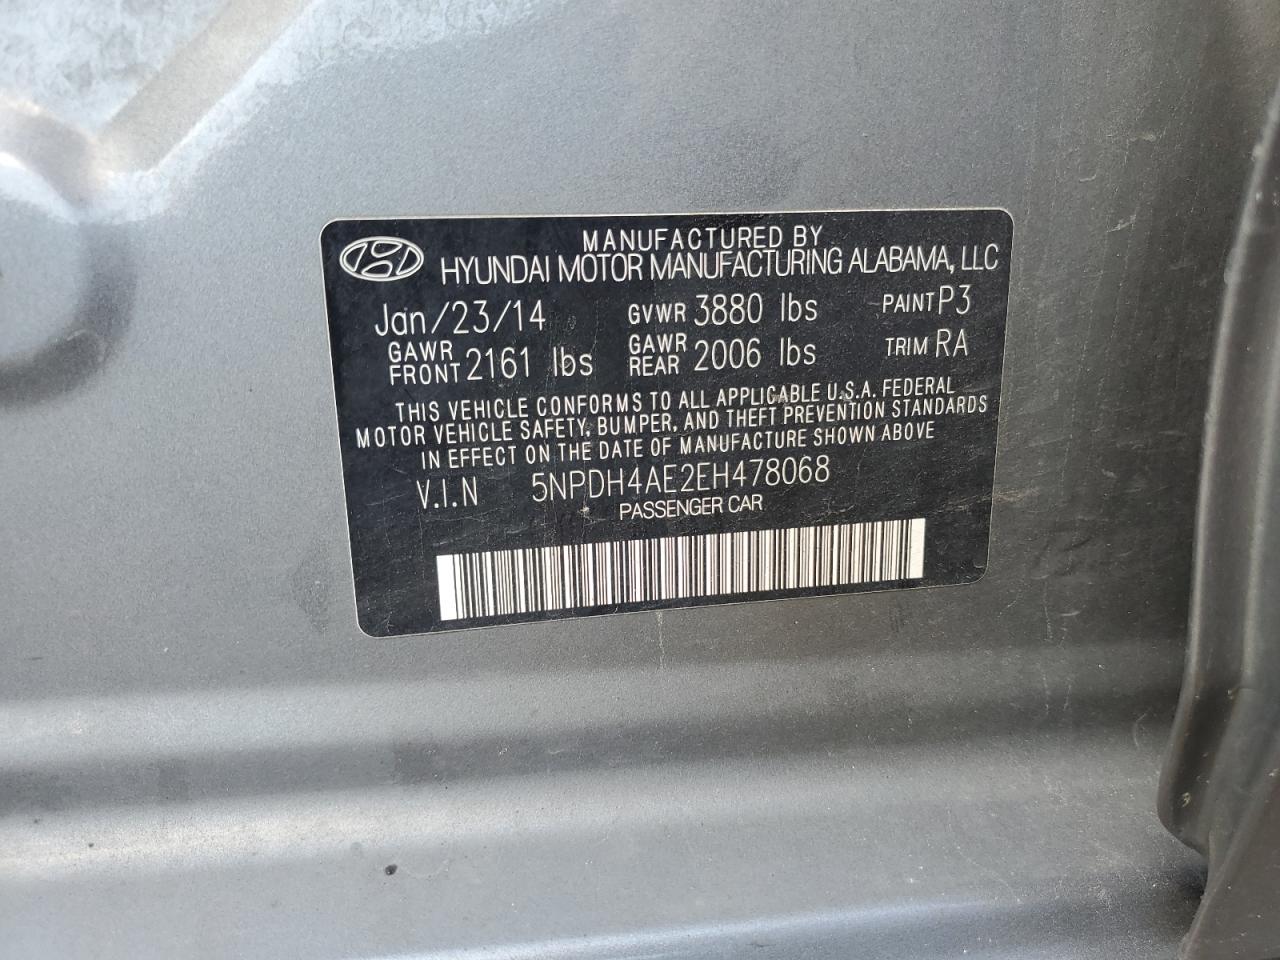 MANUFACTURED BY
HYUNDAI MOTOR MANUFACTURING ALABAMA, LLC
Jan/23/14 GVWR 3880 lbs PAINT P3
GAWR FRONT 2161 lbs GAWR REAR 2006 lbs TRIM RA
THIS VEHICLE CONFORMS TO ALL APPLICABLE U.S.A. FEDERAL
MOTOR VEHICLE SAFETY, BUMPER, AND THEFT PREVENTION STANDARDS
IN EFFECT ON THE DATE OF MANUFACTURE SHOWN ABOVE
V.I.N 5NPDH4AE2EH478068
PASSENGER CAR